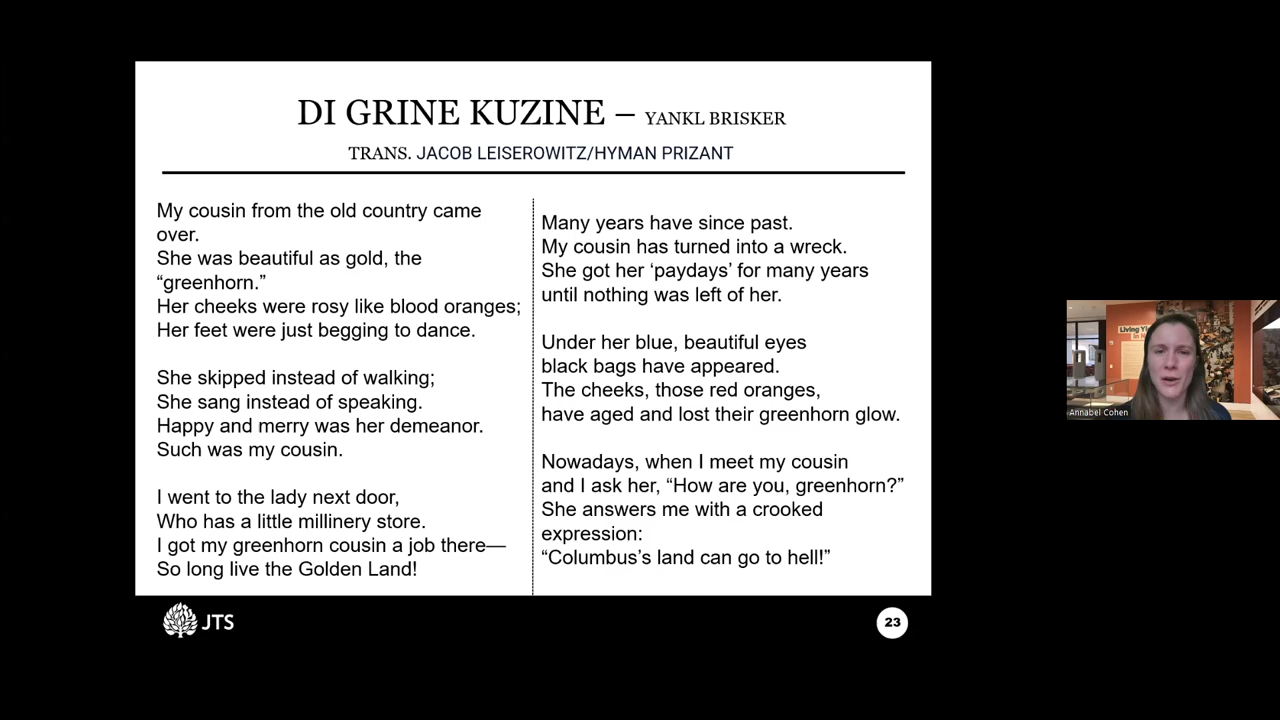 DI GRINE KUZINE – YANKL BRISKER
TRANS. JACOB LEISEROWITZ/HYMAN PRIZANT
My cousin from the old country came
over.
She was beautiful as gold, the
“greenhorn.”
Her cheeks were rosy like blood oranges;
Her feet were just begging to dance.
She skipped instead of walking;
She sang instead of speaking.
Happy and merry was her demeanor.
Such was my cousin.
I went to the lady next door,
Who has a little millinery store.
I got my greenhorn cousin a job there—
So long live the Golden Land!
Many years have since past.
My cousin has turned into a wreck.
She got her ‘paydays’ for many years
until nothing was left of her.
Under her blue, beautiful eyes
black bags have appeared.
The cheeks, those red oranges,
have aged and lost their greenhorn glow.
Nowadays, when I meet my cousin
and I ask her, “How are you, greenhorn?”
She answers me with a crooked
expression:
“Columbus’s land can go to hell!”
JTS
23
Living
Annabel Cohen